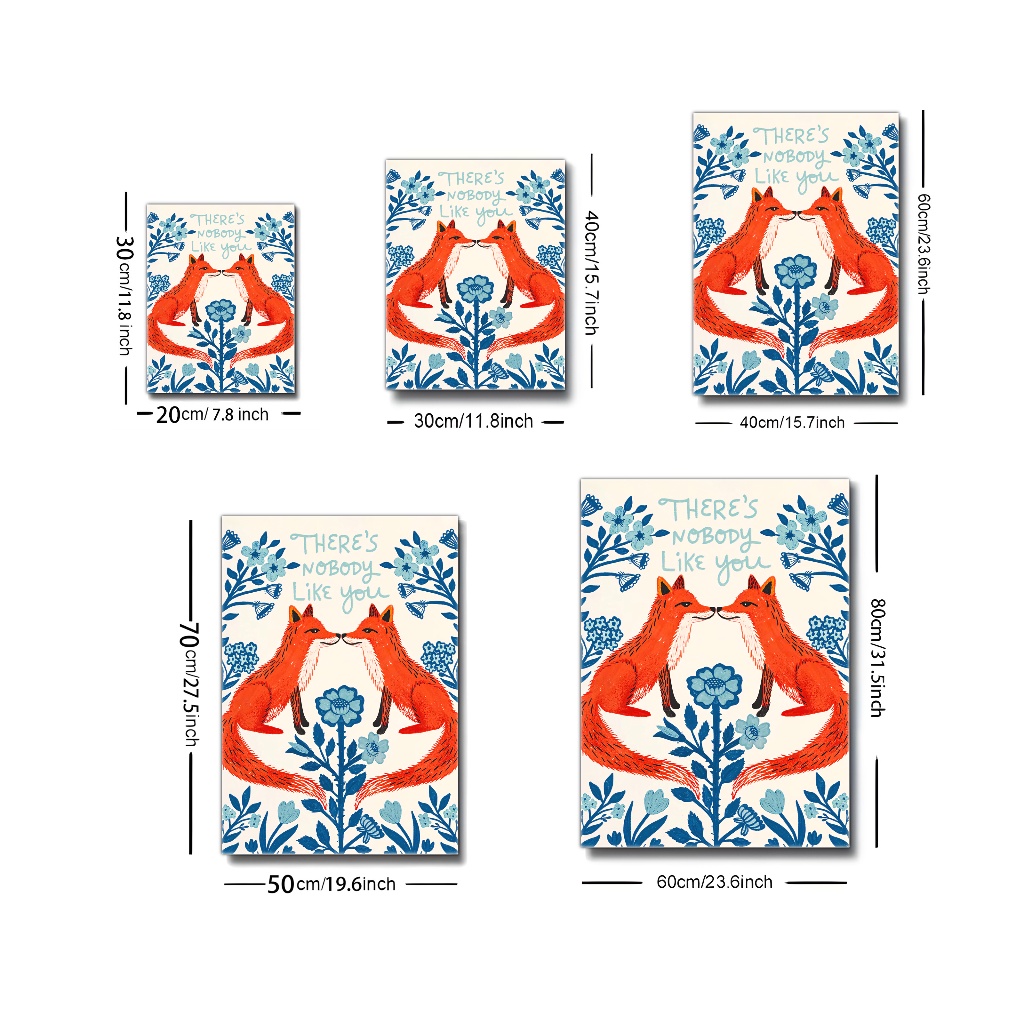 THERE'S
NOBODY
LIKE you
30cm/11.8 inch
20cm/ 7.8 inch
THERE'S
NOBODY
LIKE you
40cm/15.7inch
30cm/11.8inch
THERE'S
NOBODY
LIKE you
60cm/23.6inch
40cm/15.7inch
THERE'S
NOBODY
LIKE you
70cm/27.5inch
50cm/19.6inch
THERE'S
NOBODY
LIKE you
80cm/31.5inch
60cm/23.6inch